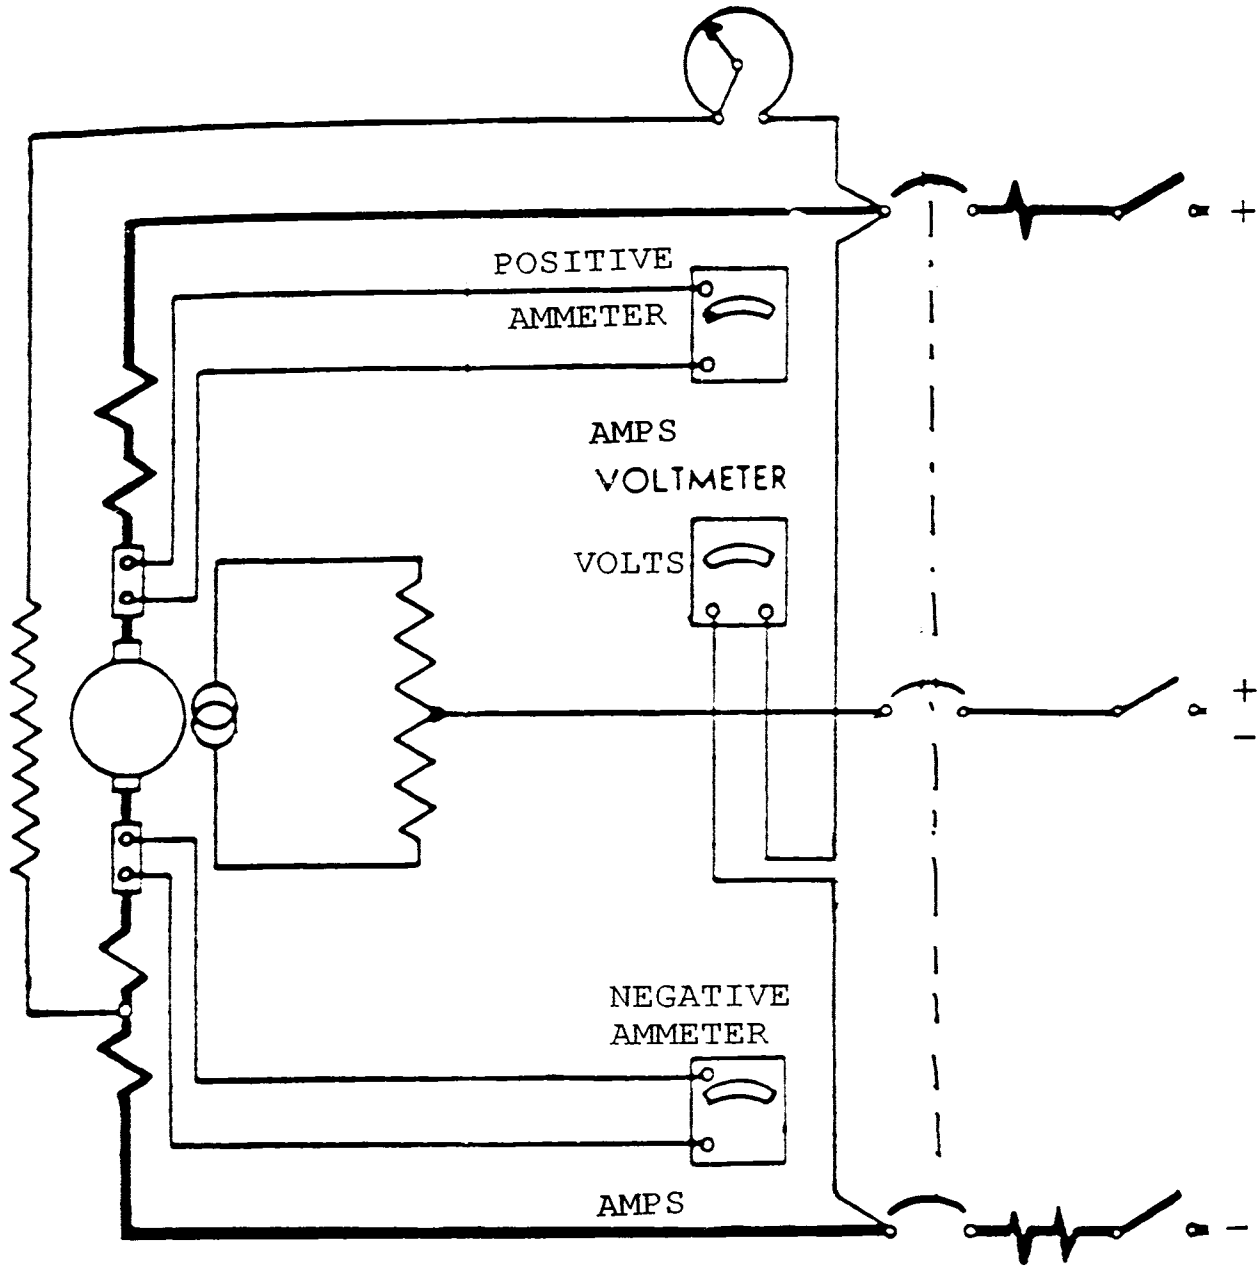 +
POSITIVE
AMMETER
AMPS
VOLTMETER
VOLTS
+
-
NEGATIVE
AMMETER
AMPS
-